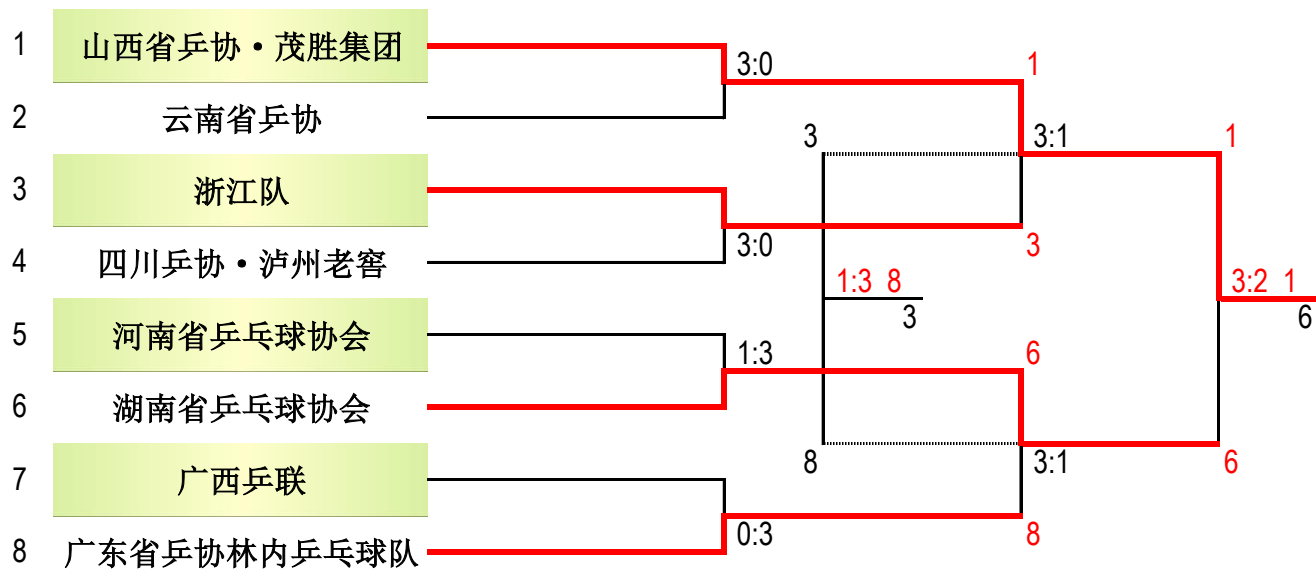 1 山西省乒协·茂胜集团
3:0
1
2 云南省乒协
3
3:1
1
3 浙江队
3:0
3
4 四川乒协·泸州老窖
1:3 8
3
3:2 1
6
5 河南省乒乓球协会
1:3
6
6 湖南省乒乓球协会
8
3:1
6
7 广西乒联
0:3
8
8 广东省乒协林内乒乓球队